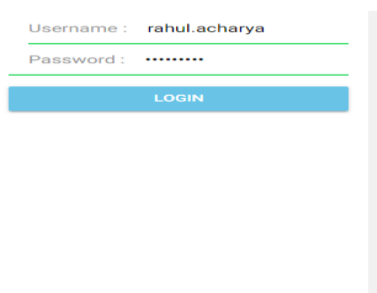 Username : rahul.acharya
Password : •••••••••
LOGIN